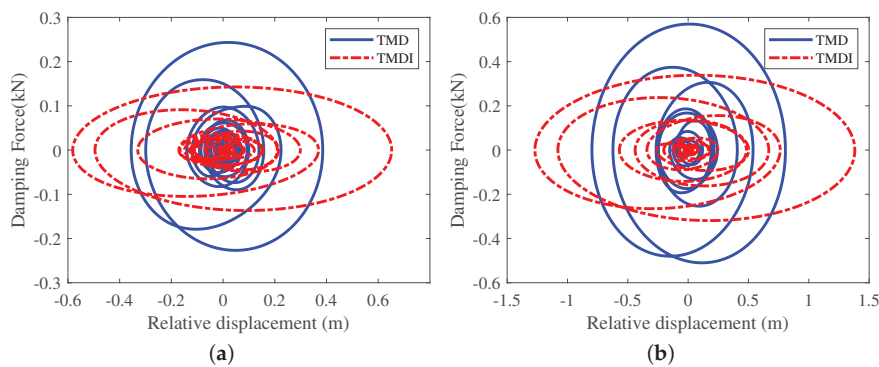 0.3
0.2
0.1
0
-0.1
-0.2
-0.3
Damping Force(kN)
-0.6 -0.4 -0.2 0 0.2 0.4 0.6
Relative displacement (m)
TMD
TMDI
(a)
0.6
0.4
0.2
0
-0.2
-0.4
-0.6
Damping Force(kN)
-1.5 -1 -0.5 0 0.5 1 1.5
Relative displacement (m)
TMD
TMDI
(b)